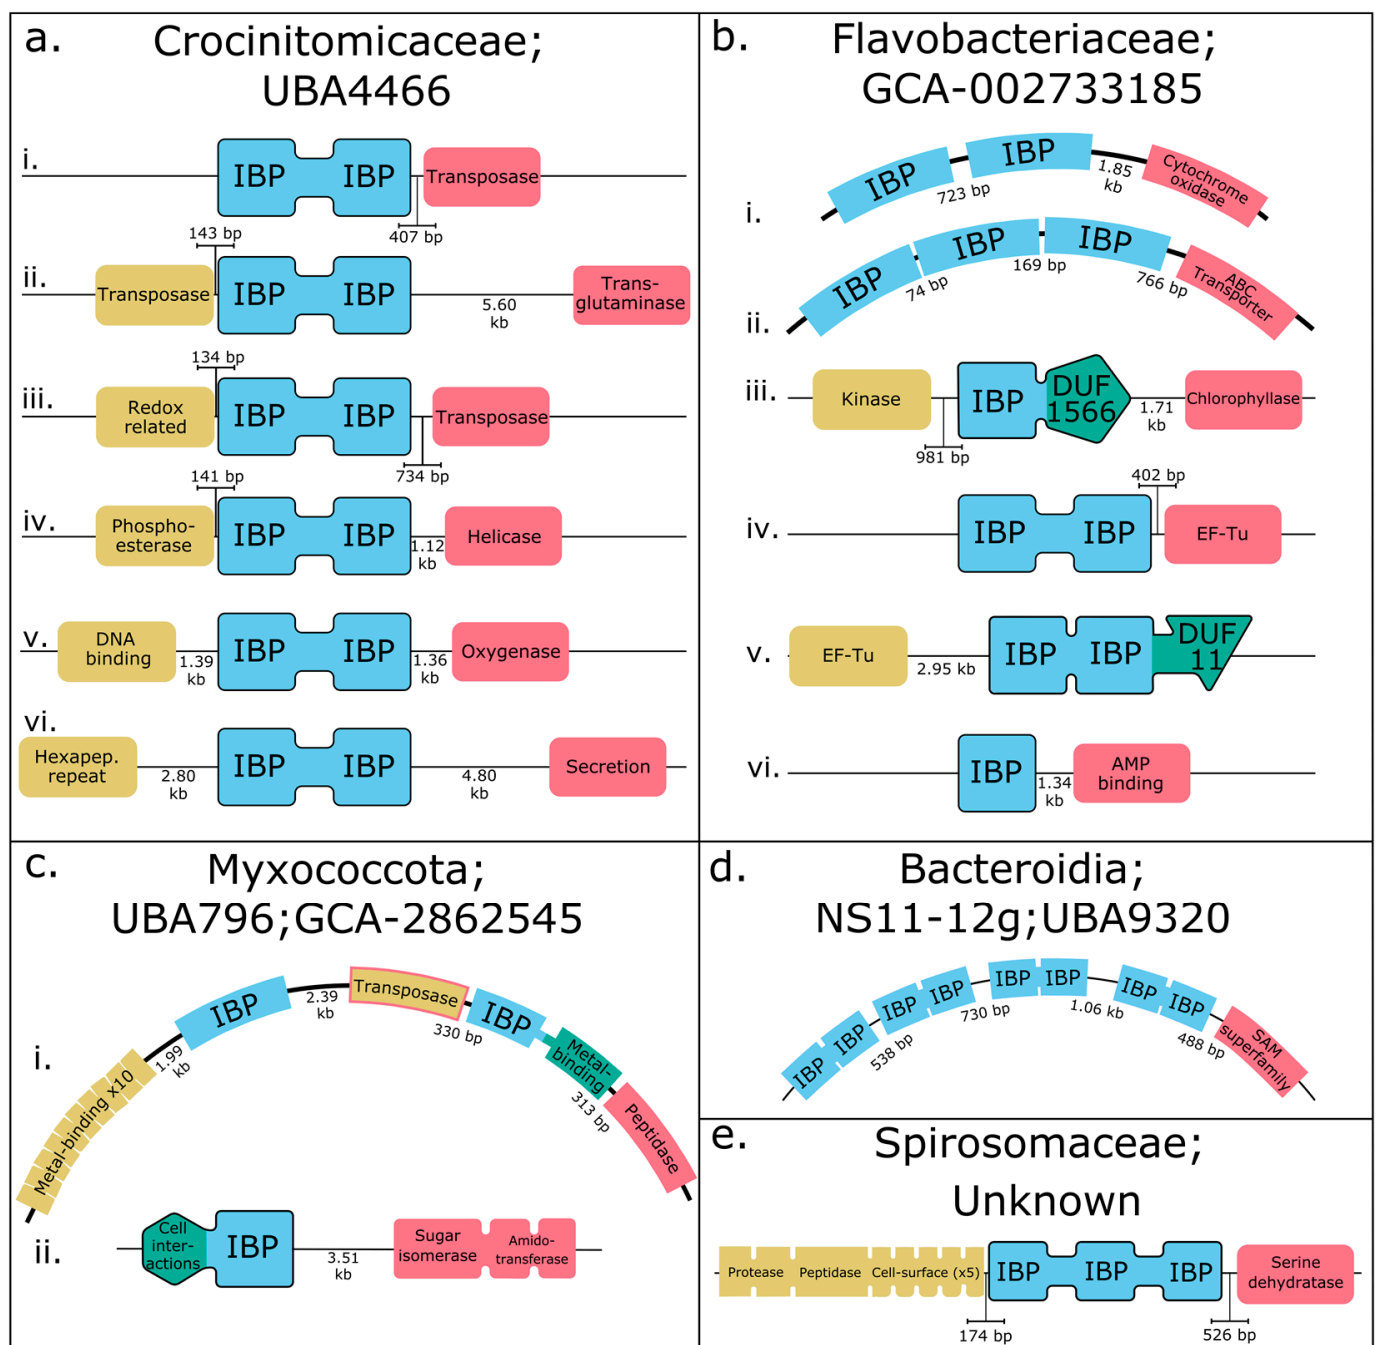 a. Crocinitomicaceae;
UBA4466
i.
IBP IBP Transposase
407 bp
143 bp
ii.
Transposase IBP IBP
5.60
kb
Trans-
glutaminase
134 bp
iii.
Redox
related
IBP IBP Transposase
734 bp
141 bp
iv.
Phospho-
esterase
IBP IBP
1.12
kb
Helicase
v.
DNA
binding
1.39
kb
IBP IBP
1.36
kb
Oxygenase
vi.
Hexapep.
repeat
2.80
kb
IBP IBP
4.80
kb
Secretion
b. Flavobacteriaceae;
GCA-002733185
i.
IBP
723 bp
IBP
1.85
kb
Cytochrome
oxidase
ii.
IBP
74 bp
IBP
169 bp
IBP
766 bp
ABC
Transporter
iii.
Kinase
981 bp
IBP
DUF
1566
1.71
kb
Chlorophyllase
402 bp
iv.
IBP IBP EF-Tu
v.
EF-Tu
2.95 kb
IBP IBP
DUF
11
vi.
IBP
1.34
kb
AMP
binding
c. Myxococcota;
UBA796;GCA-2862545
i.
Metal-binding x10
1.99
kb
IBP
2.39
kb
Transposase
330 bp
IBP
Metal-
binding
313 bp
Peptidase
ii.
Cell
inter-
actions
IBP
3.51
kb
Sugar
isomerase
Amido-
transferase
d. Bacteroidia;
NS11-12g;UBA9320
IBP IBP
538 bp
IBP IBP
730 bp
IBP IBP
1.06 kb
IBP IBP
488 bp
SAM
superfamily
e. Spirosomaceae;
Unknown
Protease Peptidase Cell-surface (x5)
174 bp
IBP IBP IBP
526 bp
Serine
dehydratase